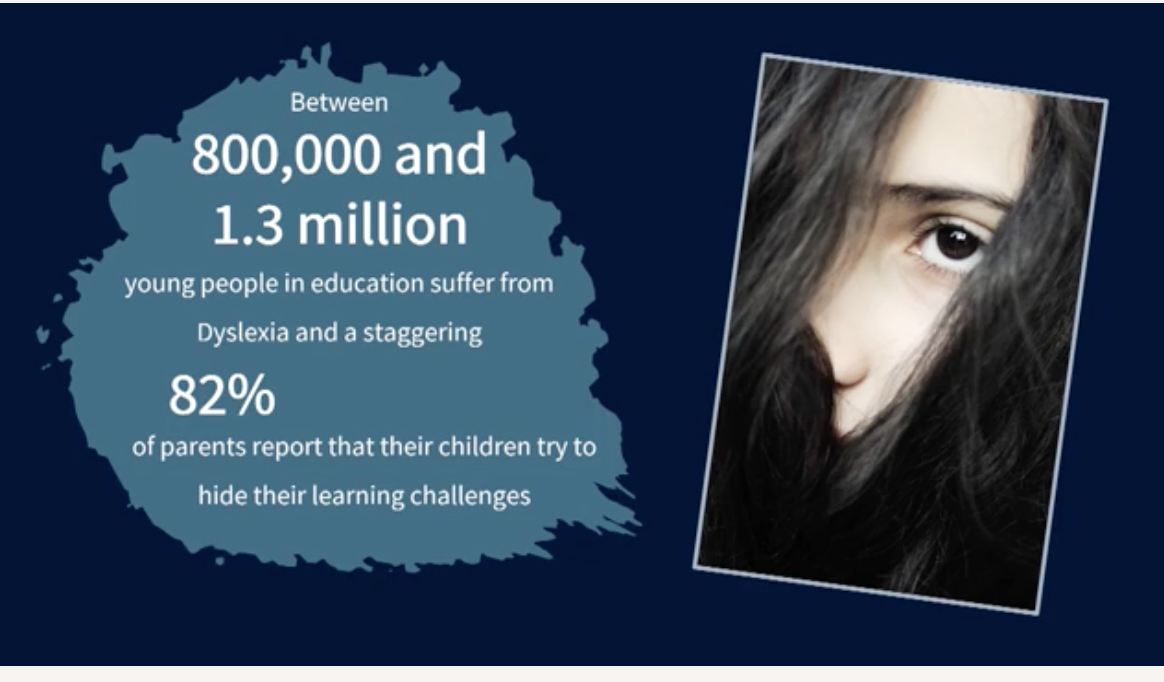 Between
800,000 and
1.3 million
young people in education suffer from
Dyslexia and a staggering
82%
of parents report that their children try to
hide their learning challenges